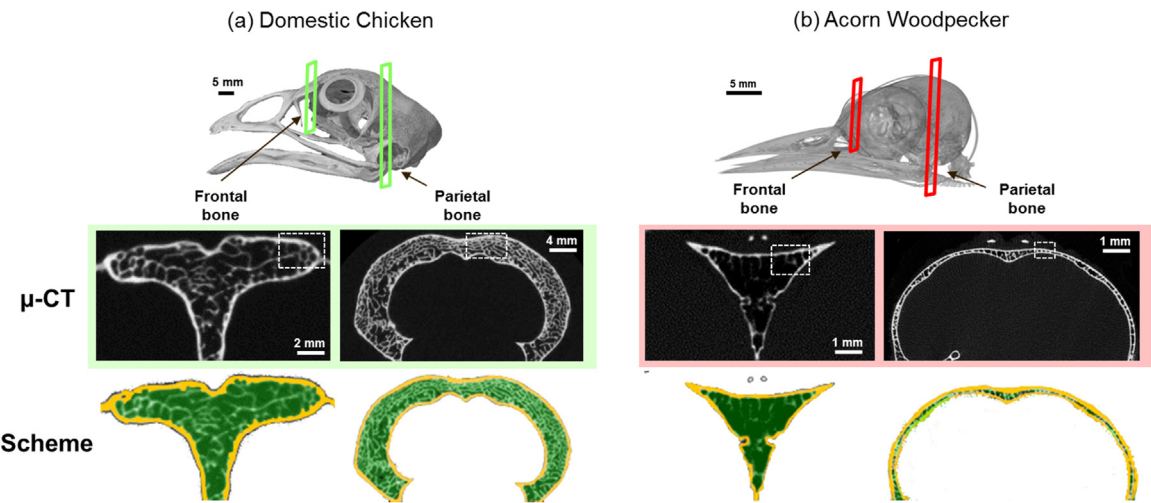 (a) Domestic Chicken
(b) Acorn Woodpecker
5 mm
5 mm
Frontal
bone
Parietal
bone
Frontal
bone
Parietal
bone
μ-CT
2 mm
4 mm
1 mm
1 mm
Scheme